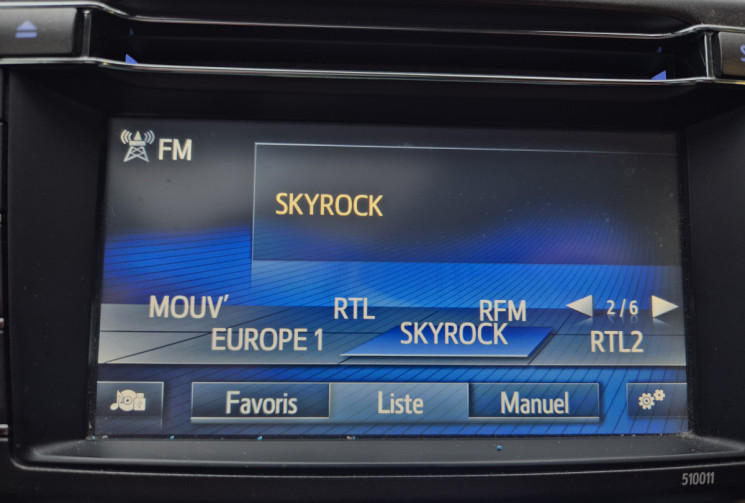 FM
SKYROCK
MOUV' RTL RFM 2/6
EUROPE 1 SKYROCK RTL2
Favoris Liste Manuel
510011